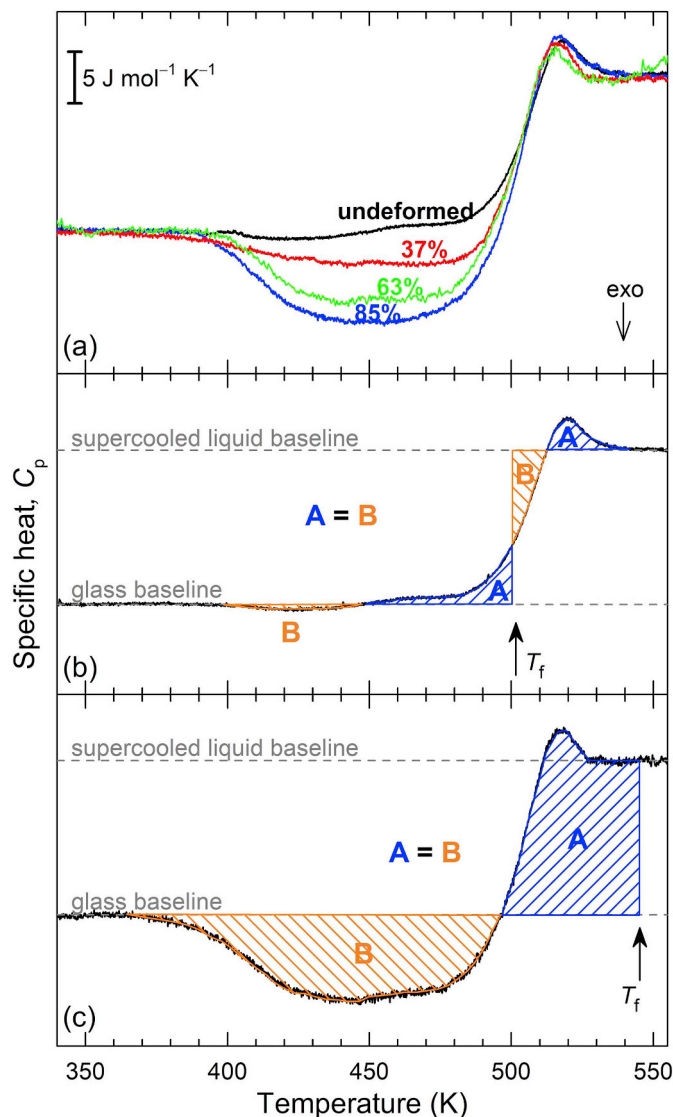 5 J mol⁻¹ K⁻¹
undeformed
37%
63%
85%
exo
(a)
supercooled liquid baseline
A
B
A = B
glass baseline
A
B
(b)
T_f
supercooled liquid baseline
A
A = B
glass baseline
B
T_f
(c)
350 400 450 500 550
Temperature (K)
Specific heat, C_p